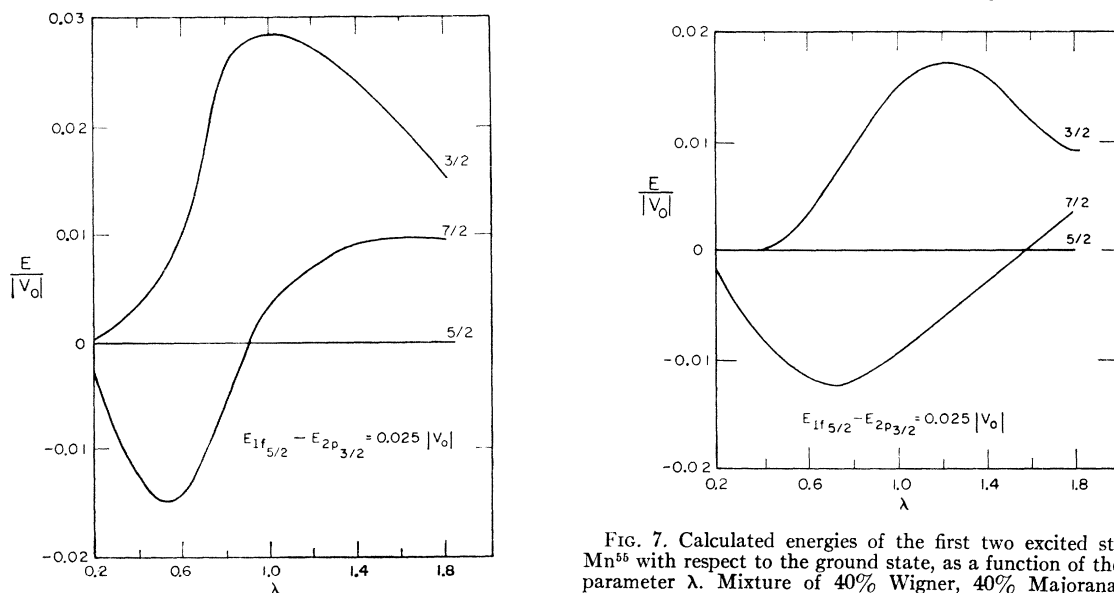 0.03
0.02
0.01
0
-0.01
-0.02
E
|V₀|
3/2
7/2
5/2
E₁f₅/₂ − E₂p₃/₂ = 0.025 |V₀|
0.2 0.6 1.0 1.4 1.8
λ
0.02
0.01
0
-0.01
-0.02
E
|V₀|
3/2
7/2
5/2
E₁f₅/₂ − E₂p₃/₂ = 0.025 |V₀|
0.2 0.6 1.0 1.4 1.8
λ
FIG. 7. Calculated energies of the first two excited st
Mn⁵⁵ with respect to the ground state, as a function of the
parameter λ. Mixture of 40% Wigner, 40% Majorana